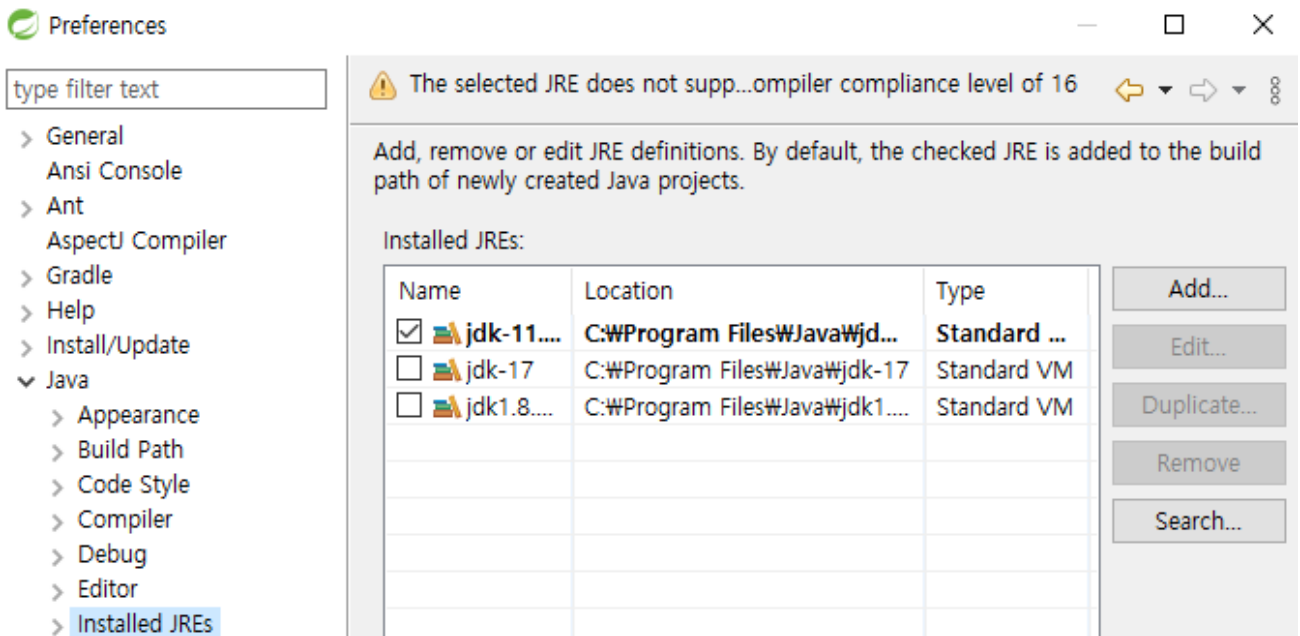 Preferences
type filter text
General
Ansi Console
Ant
AspectJ Compiler
Gradle
Help
Install/Update
Java
Appearance
Build Path
Code Style
Compiler
Debug
Editor
Installed JREs
The selected JRE does not supp...ompiler compliance level of 16
Add, remove or edit JRE definitions. By default, the checked JRE is added to the build
path of newly created Java projects.
Installed JREs:
Name Location Type
jdk-11.... C:₩Program Files₩Java₩jd... Standard ...
jdk-17 C:₩Program Files₩Java₩jdk-17 Standard VM
jdk1.8.... C:₩Program Files₩Java₩jdk1.... Standard VM
Add...
Edit...
Duplicate...
Remove
Search...